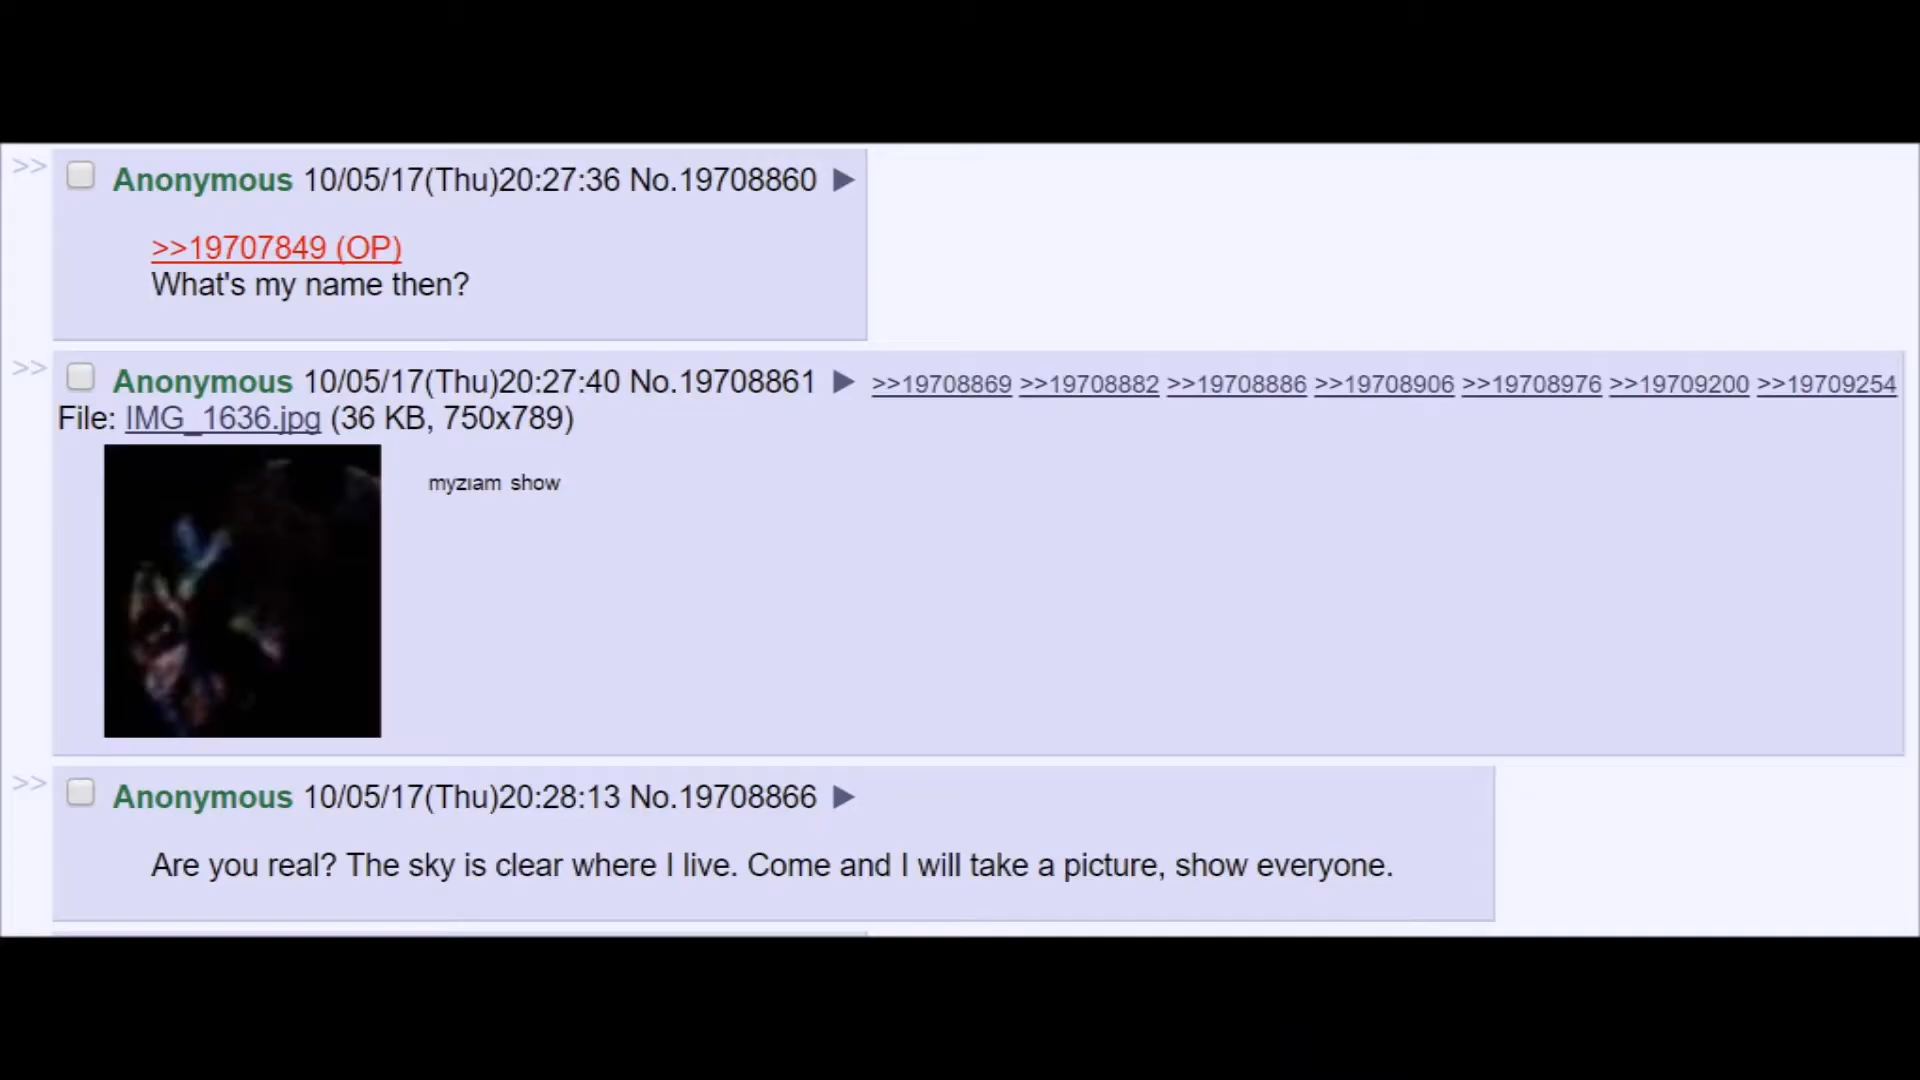 >> Anonymous 10/05/17(Thu)20:27:36 No.19708860 ▶
>>19707849 (OP)
What's my name then?
>> Anonymous 10/05/17(Thu)20:27:40 No.19708861 ▶ >>19708869 >>19708882 >>19708886 >>19708906 >>19708976 >>19709200 >>19709254
File: IMG_1636.jpg (36 KB, 750x789)
myzıam show
>> Anonymous 10/05/17(Thu)20:28:13 No.19708866 ▶
Are you real? The sky is clear where I live. Come and I will take a picture, show everyone.